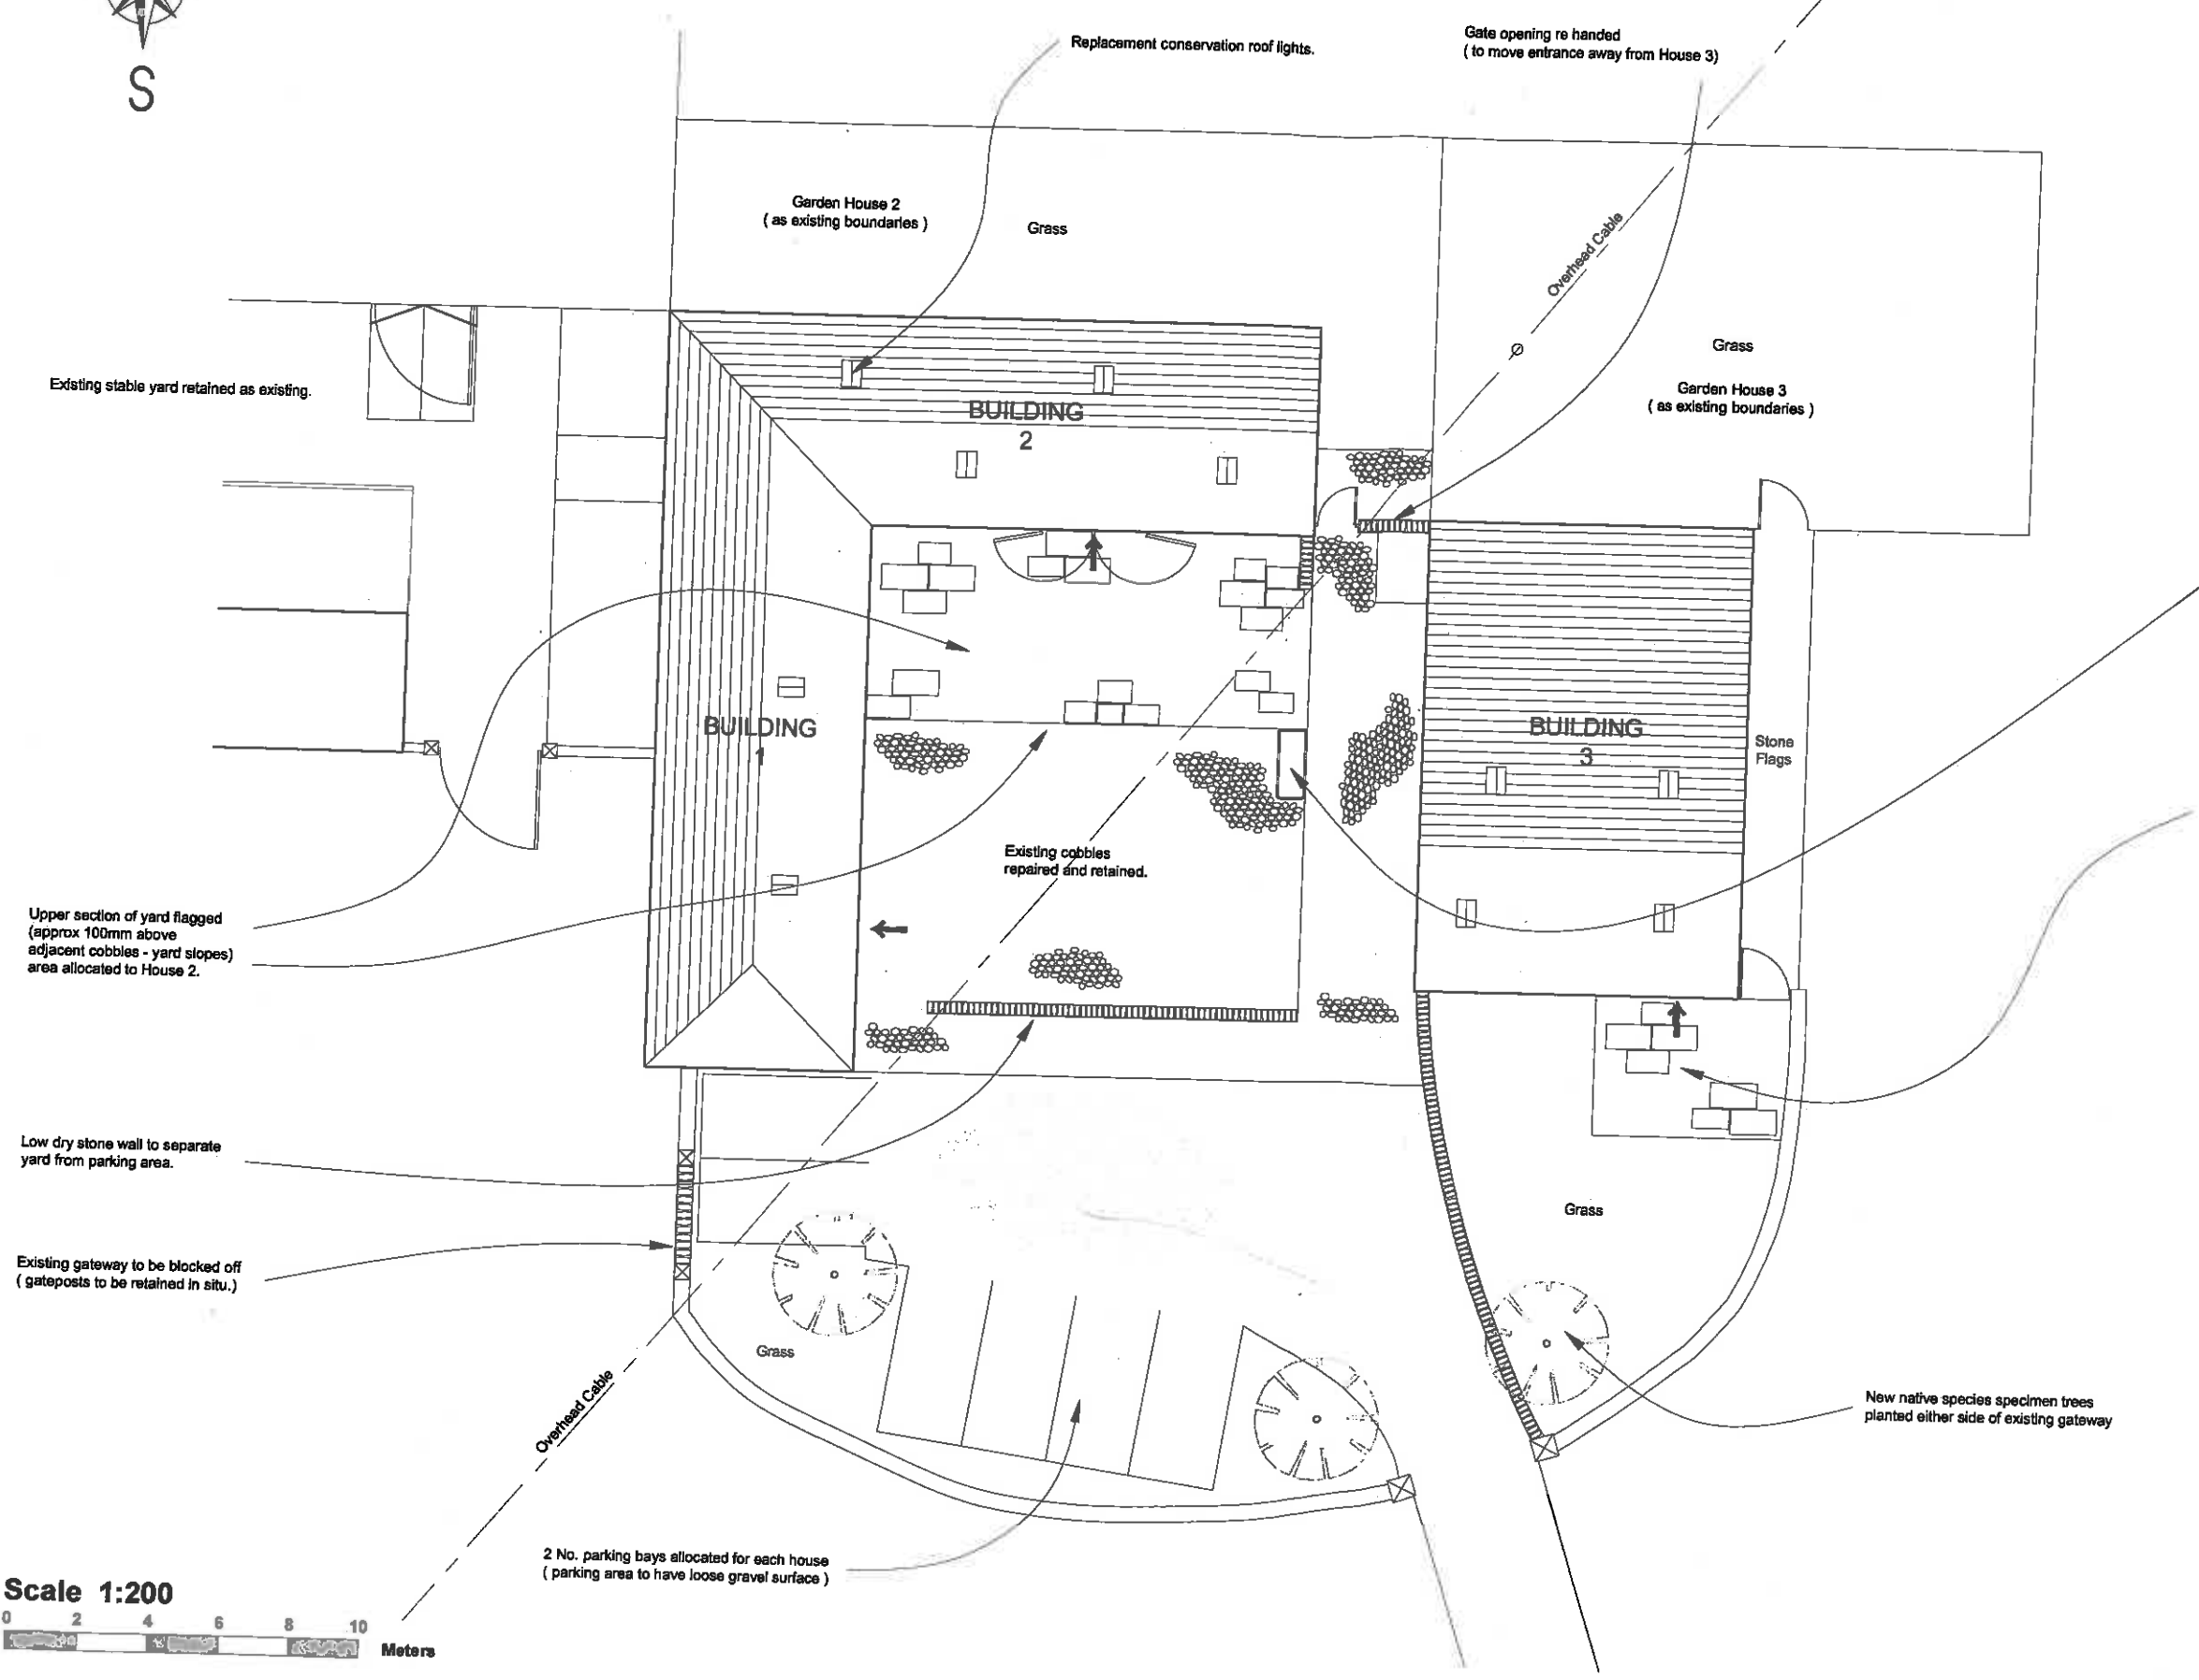 S
Replacement conservation roof lights.
Gate opening re handed
( to move entrance away from House 3)
Garden House 2
( as existing boundaries )
Grass
Overhead Cable
Grass
Garden House 3
( as existing boundaries )
Existing stable yard retained as existing.
BUILDING
2
BUILDING
1
BUILDING
3
Stone
Flags
Existing cobbles
repaired and retained.
Upper section of yard flagged
(approx 100mm above
adjacent cobbles - yard slopes)
area allocated to House 2.
Low dry stone wall to separate
yard from parking area.
Existing gateway to be blocked off
( gateposts to be retained in situ.)
Grass
Grass
Overhead Cable
New native species specimen trees
planted either side of existing gateway
2 No. parking bays allocated for each house
( parking area to have loose gravel surface )
Scale 1:200
0 2 4 6 8 10
Meters